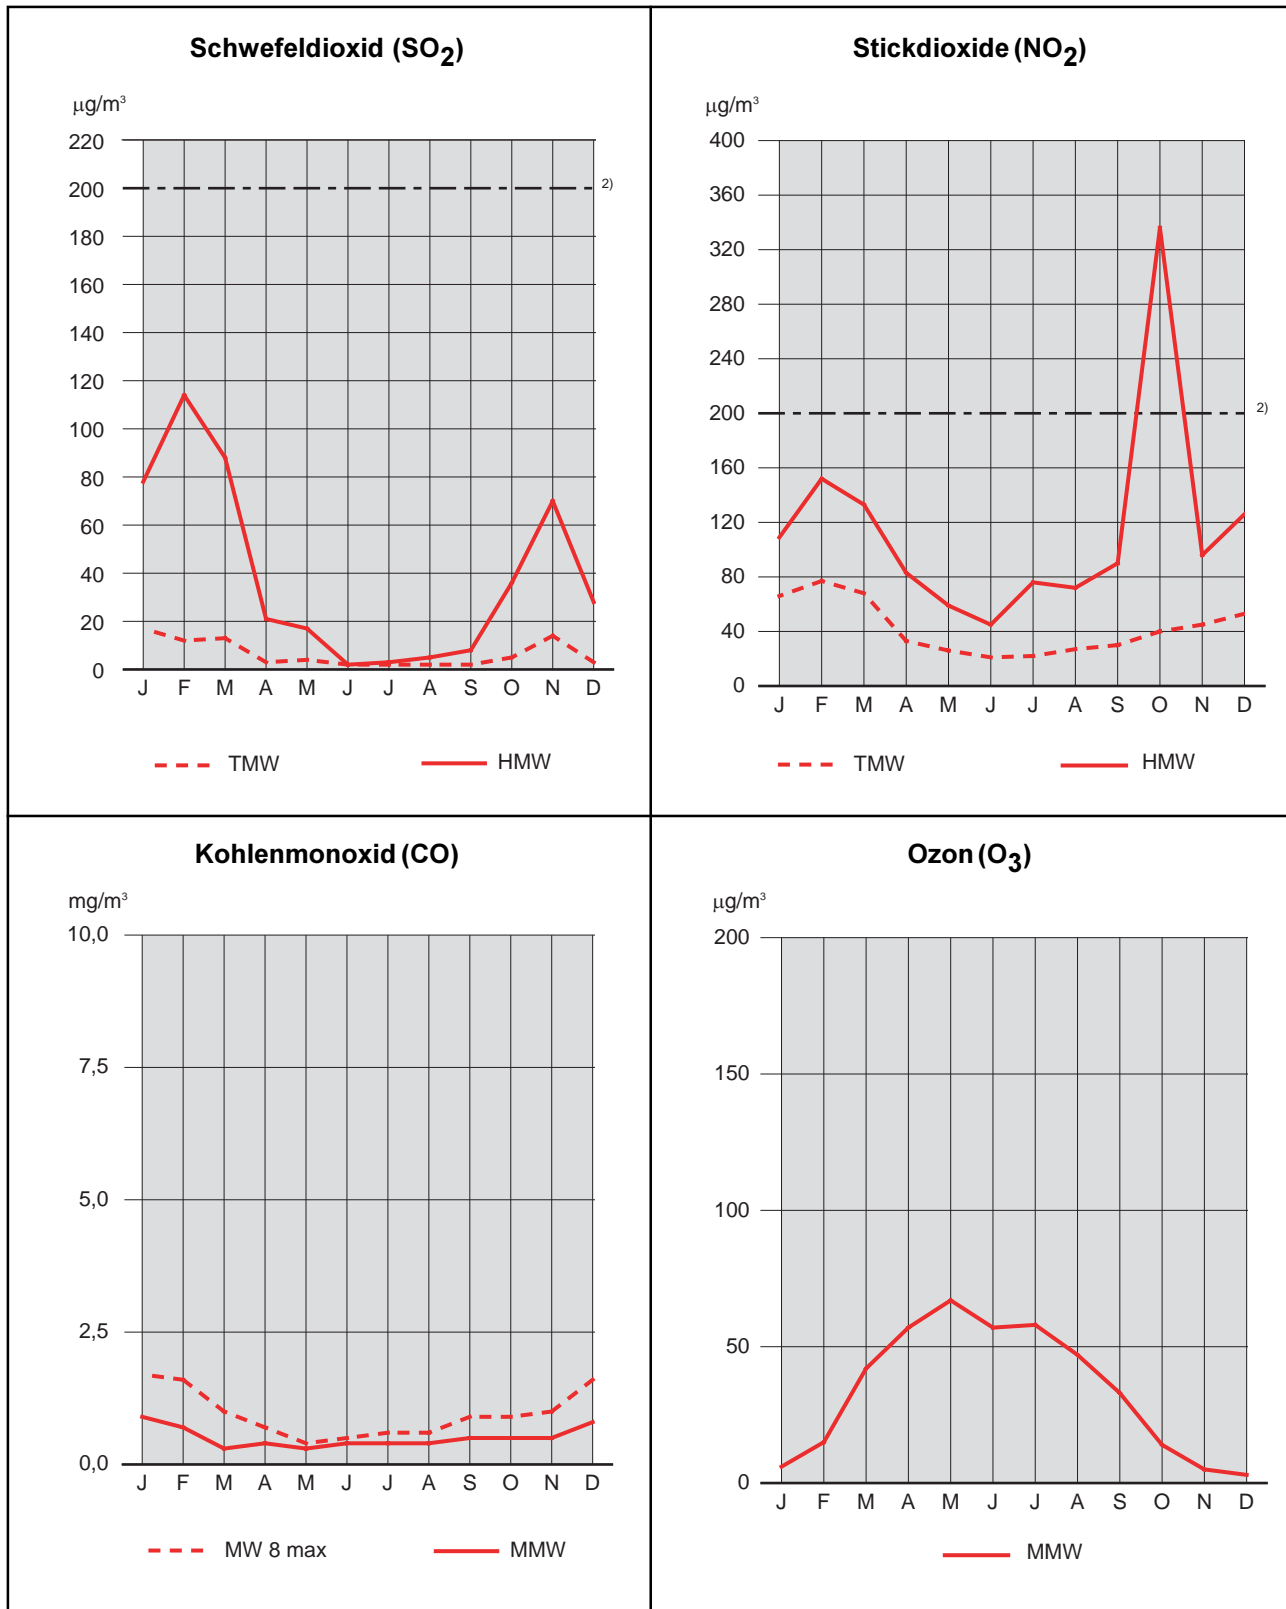 Schwefeldioxid (SO2)
µg/m³
220
200
2)
180
160
140
120
100
80
60
40
20
0
J F M A M J J A S O N D
TMW HMW
Stickdioxide (NO2)
µg/m³
400
360
320
280
240
200
2)
160
120
80
40
0
J F M A M J J A S O N D
TMW HMW
Kohlenmonoxid (CO)
mg/m³
10,0
7,5
5,0
2,5
0,0
J F M A M J J A S O N D
MW 8 max MMW
Ozon (O3)
µg/m³
200
150
100
50
0
J F M A M J J A S O N D
MMW